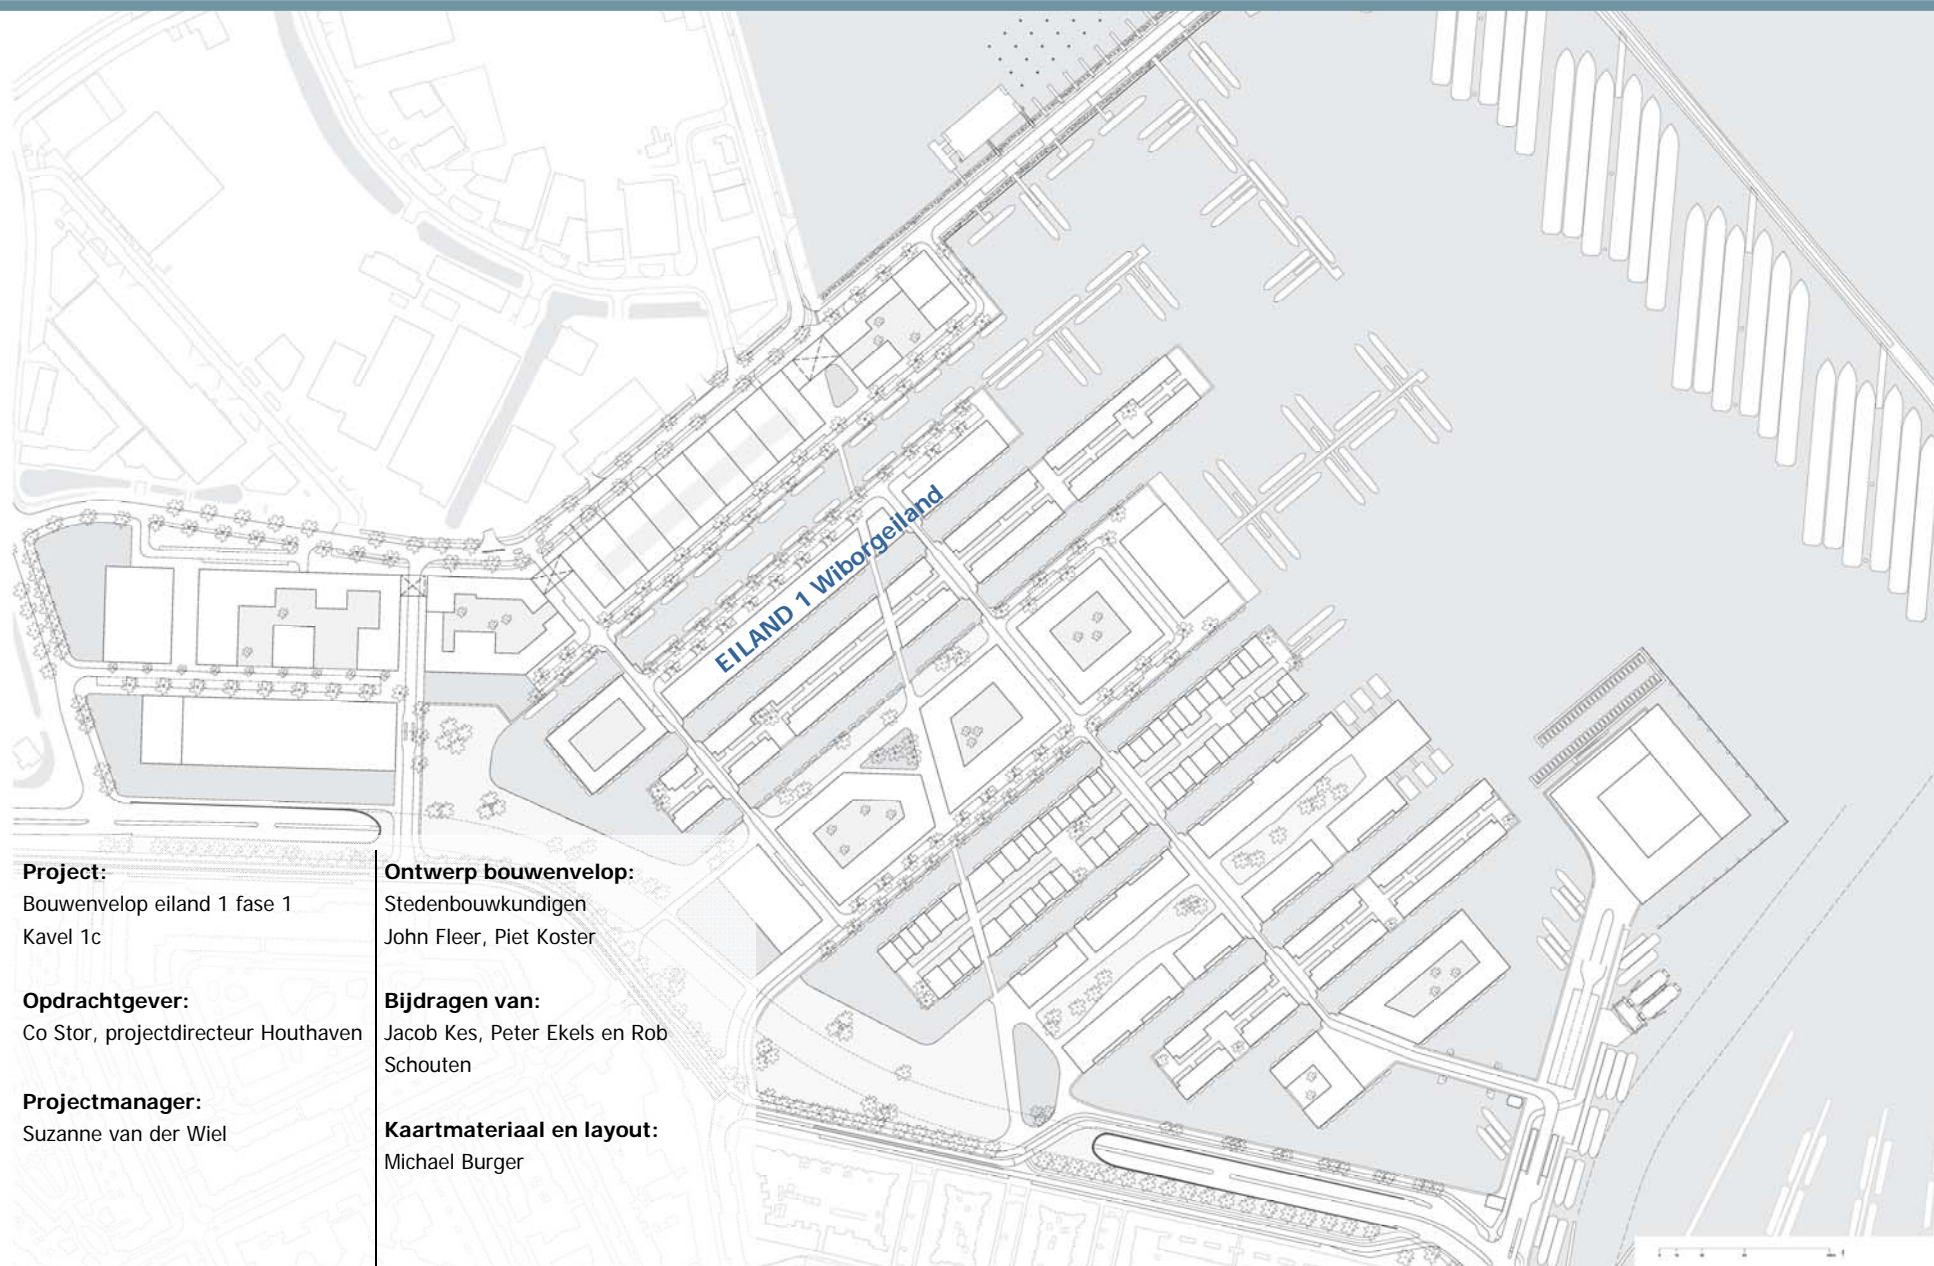 EILAND 1 Wiborgeiland
Project:
Bouwenvelop eiland 1 fase 1
Kavel 1c
Opdrachtgever:
Co Stor, projectdirecteur Houthaven
Projectmanager:
Suzanne van der Wiel
Ontwerp bouwenvelop:
Stedenbouwkundigen
John Fleer, Piet Koster
Bijdragen van:
Jacob Kes, Peter Ekels en Rob
Schouten
Kaartmateriaal en layout:
Michael Burger